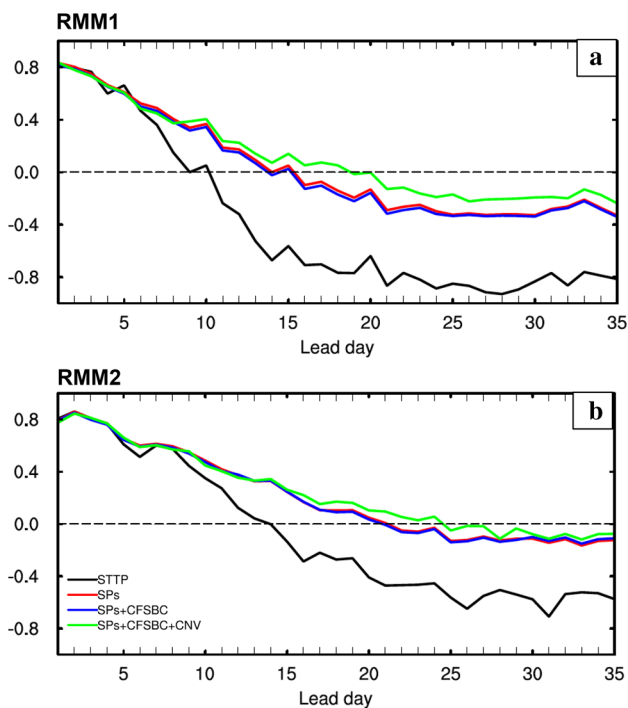 RMM1
a
0.8
0.4
0.0
-0.4
-0.8
5 10 15 20 25 30 35
Lead day
RMM2
b
0.8
0.4
0.0
-0.4
-0.8
STTP
SPs
SPs+CFSBC
SPs+CFSBC+CNV
5 10 15 20 25 30 35
Lead day